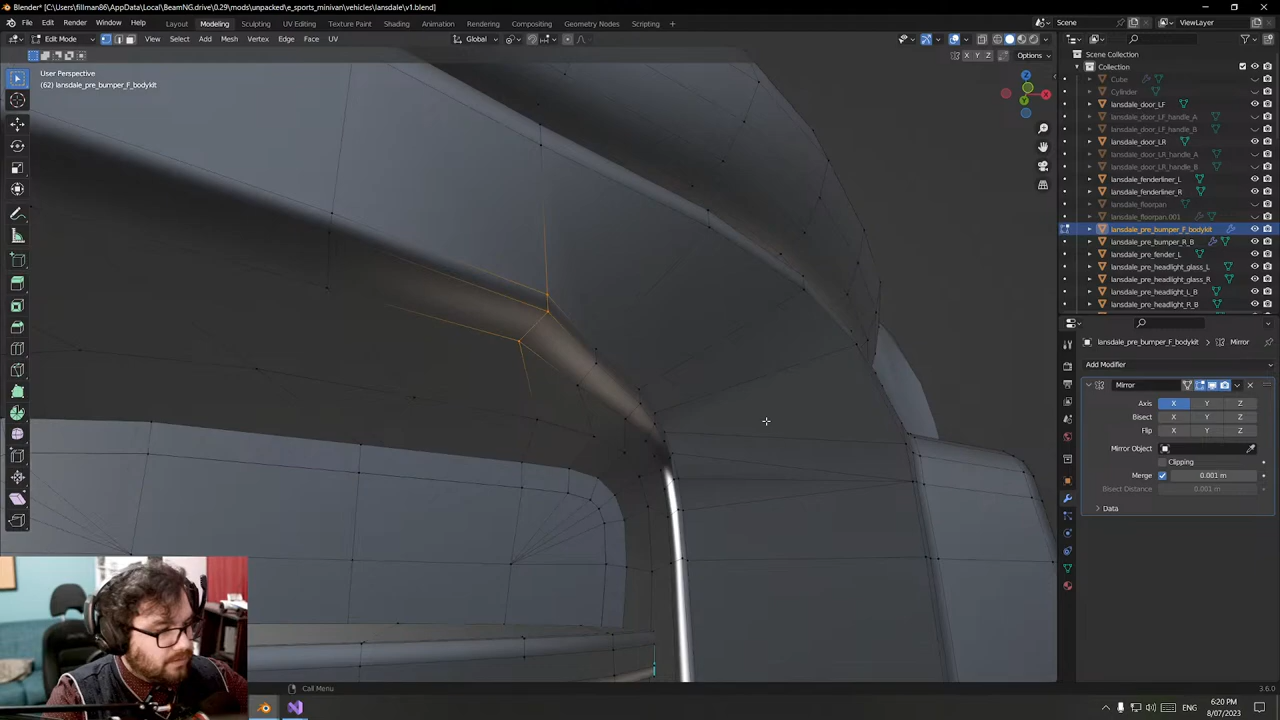 Blender* [C:\Users\fillman86\AppData\Local\BeamNG.drive\0.29\mods\unpacked\e_sports_minivan\vehicles\lansdale\v1.blend]
File Edit Render Window Help Layout Modeling Sculpting UV Editing Texture Paint Shading Animation Rendering Compositing Geometry Nodes Scripting + Scene ViewLayer
Edit Mode View Select Add Mesh Vertex Edge Face UV Global
X Y Z Options
User Perspective
(62) lansdale_pre_bumper_F_bodykit
Scene Collection
Collection
Cube
Cylinder
lansdale_door_LF
lansdale_door_LF_handle_A
lansdale_door_LF_handle_B
lansdale_door_LR
lansdale_door_LR_handle_A
lansdale_door_LR_handle_B
lansdale_fenderliner_L
lansdale_fenderliner_R
lansdale_floorpan
lansdale_floorpan.001
lansdale_pre_bumper_F_bodykit
lansdale_pre_bumper_R_B
lansdale_pre_fender_L
lansdale_pre_headlight_glass_L
lansdale_pre_headlight_glass_R
lansdale_pre_headlight_L_B
lansdale_pre_headlight_R_B
lansdale_pre_bumper_F_bodykit > Mirror
Add Modifier
Mirror
Axis X Y Z
Bisect X Y Z
Flip X Y Z
Mirror Object
Clipping
Merge 0.001 m
Bisect Distance 0.001 m
Data
Call Menu
3.6.0
ENG
6:20 PM
8/07/2023